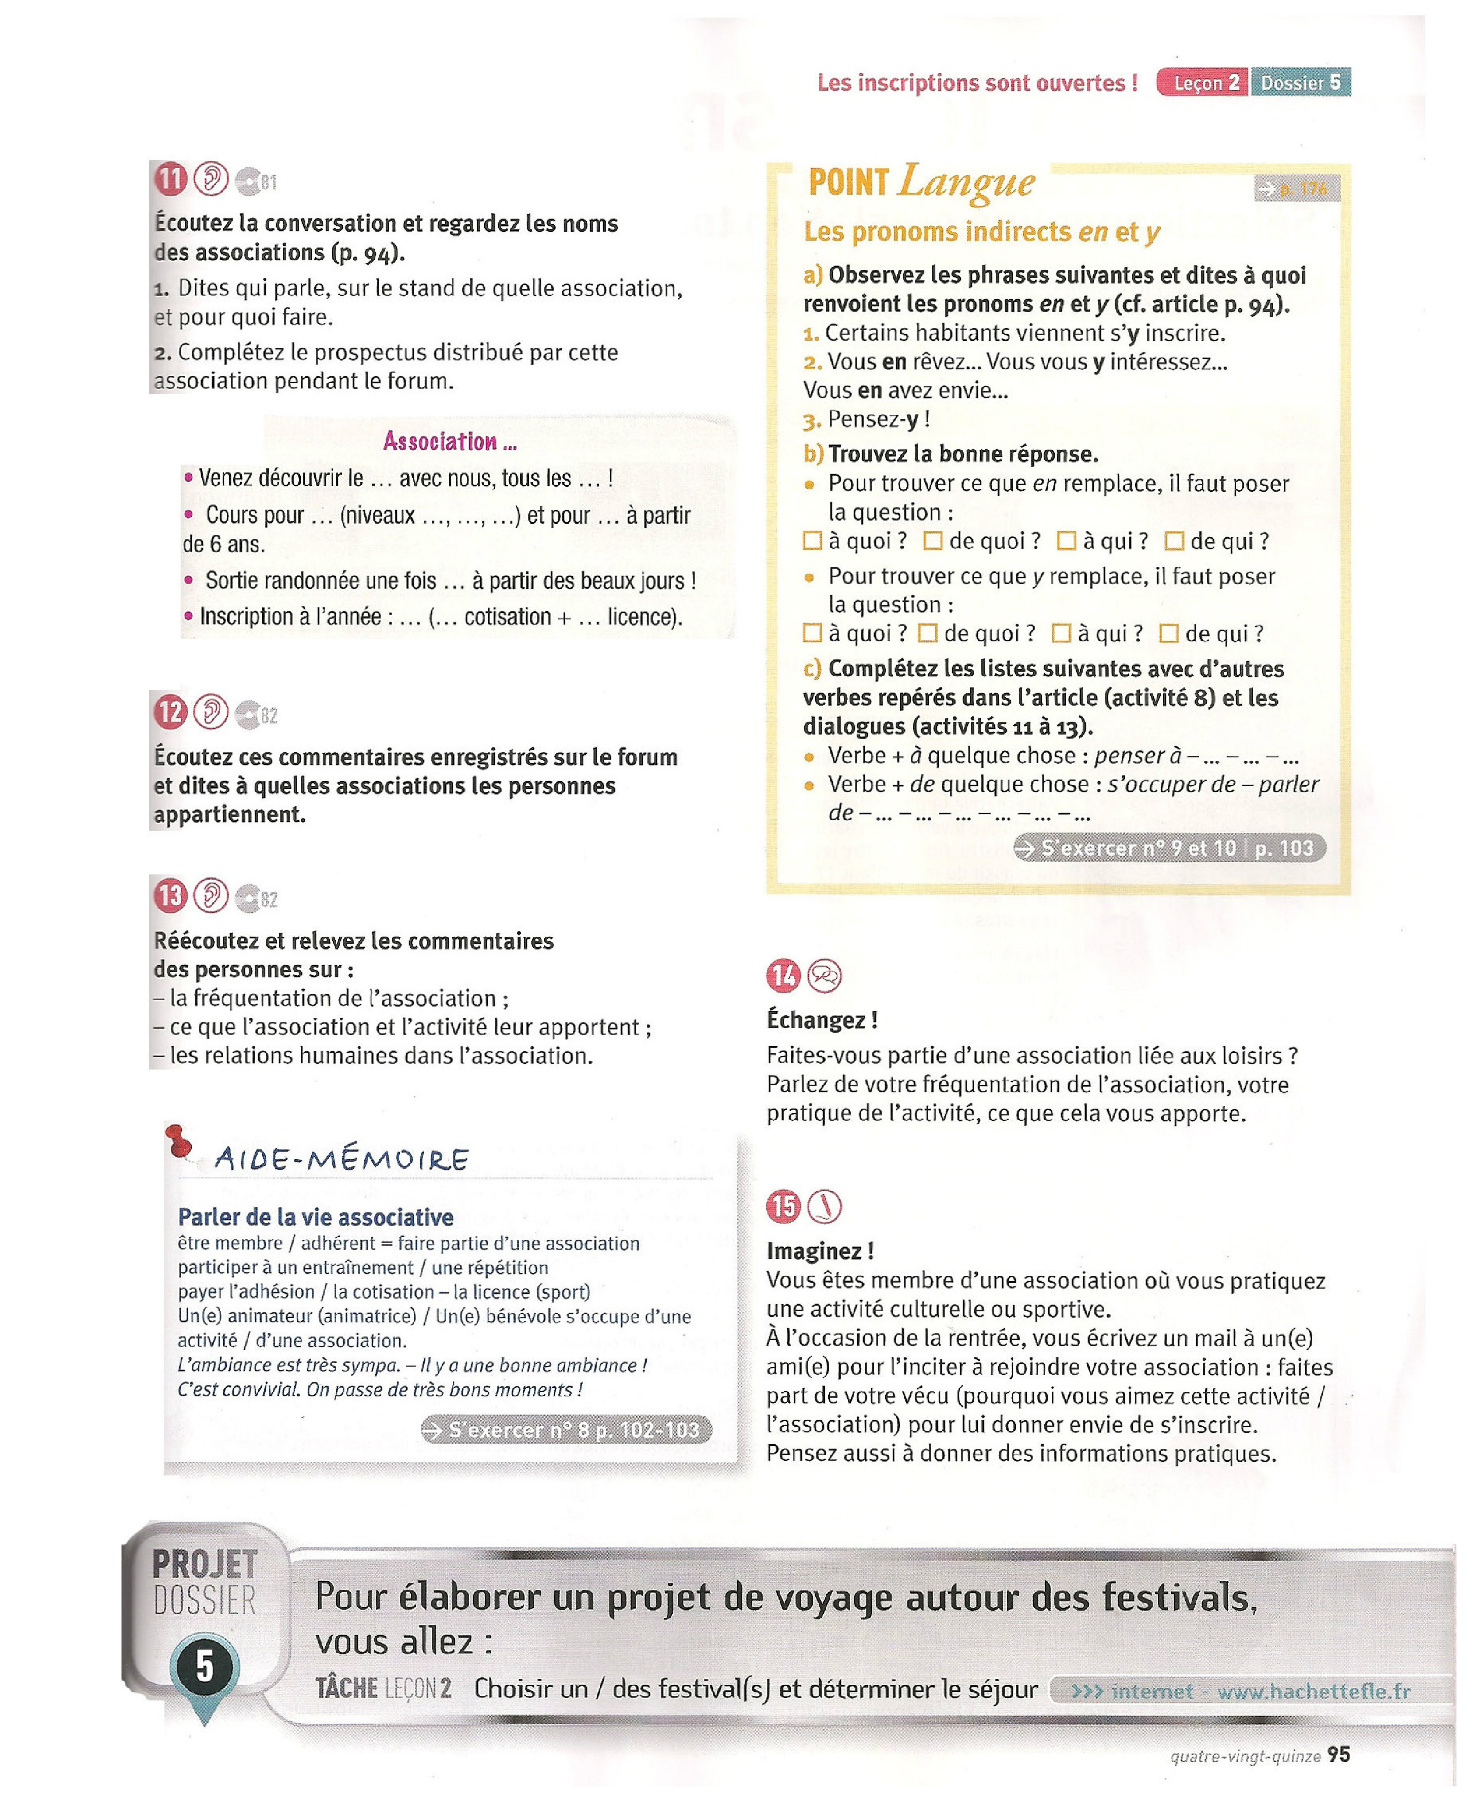 Les inscriptions sont ouvertes ! Leçon 2 Dossier 5
11 81
Écoutez la conversation et regardez les noms
des associations (p. 94).
1. Dites qui parle, sur le stand de quelle association,
et pour quoi faire.
2. Complétez le prospectus distribué par cette
association pendant le forum.
Association ...
• Venez découvrir le ... avec nous, tous les ... !
• Cours pour ... (niveaux ..., ..., ...) et pour ... à partir
de 6 ans.
• Sortie randonnée une fois ... à partir des beaux jours !
• Inscription à l'année : ... (... cotisation + ... licence).
12 82
Écoutez ces commentaires enregistrés sur le forum
et dites à quelles associations les personnes
appartiennent.
13 82
Réécoutez et relevez les commentaires
des personnes sur :
– la fréquentation de l'association ;
– ce que l'association et l'activité leur apportent ;
– les relations humaines dans l'association.
AIDE-MÉMOIRE
Parler de la vie associative
être membre / adhérent = faire partie d'une association
participer à un entraînement / une répétition
payer l'adhésion / la cotisation – la licence (sport)
Un(e) animateur (animatrice) / Un(e) bénévole s'occupe d'une
activité / d'une association.
L'ambiance est très sympa. – Il y a une bonne ambiance !
C'est convivial. On passe de très bons moments !
→ S'exercer n° 8 p. 102-103
POINT Langue
→ p. 176
Les pronoms indirects en et y
a) Observez les phrases suivantes et dites à quoi
renvoient les pronoms en et y (cf. article p. 94).
1. Certains habitants viennent s'y inscrire.
2. Vous en rêvez... Vous vous y intéressez...
Vous en avez envie...
3. Pensez-y !
b) Trouvez la bonne réponse.
• Pour trouver ce que en remplace, il faut poser
la question :
☐ à quoi ? ☐ de quoi ? ☐ à qui ? ☐ de qui ?
• Pour trouver ce que y remplace, il faut poser
la question :
☐ à quoi ? ☐ de quoi ? ☐ à qui ? ☐ de qui ?
c) Complétez les listes suivantes avec d'autres
verbes repérés dans l'article (activité 8) et les
dialogues (activités 11 à 13).
• Verbe + à quelque chose : penser à – ... – ... – ...
• Verbe + de quelque chose : s'occuper de – parler
de – ... – ... – ... – ... – ... – ...
→ S'exercer n° 9 et 10 | p. 103
14
Échangez !
Faites-vous partie d'une association liée aux loisirs ?
Parlez de votre fréquentation de l'association, votre
pratique de l'activité, ce que cela vous apporte.
15
Imaginez !
Vous êtes membre d'une association où vous pratiquez
une activité culturelle ou sportive.
À l'occasion de la rentrée, vous écrivez un mail à un(e)
ami(e) pour l'inciter à rejoindre votre association : faites
part de votre vécu (pourquoi vous aimez cette activité /
l'association) pour lui donner envie de s'inscrire.
Pensez aussi à donner des informations pratiques.
PROJET
DOSSIER
5
Pour élaborer un projet de voyage autour des festivals,
vous allez :
TÂCHE LEÇON 2 Choisir un / des festival(s) et déterminer le séjour >>> internet - www.hachettefle.fr
quatre-vingt-quinze 95